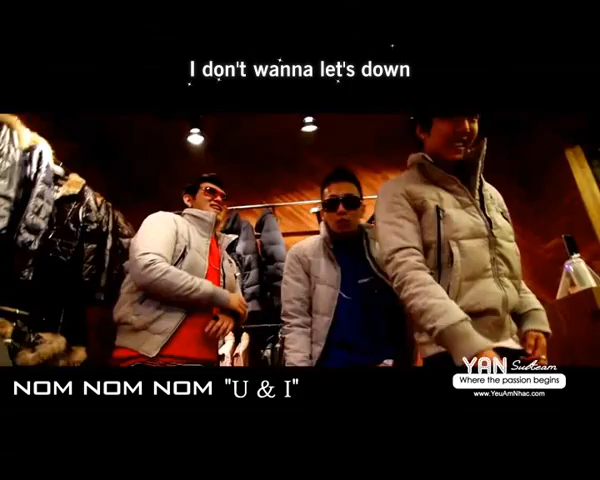 I don't wanna let's down
YAN Subteam
Where the passion begins
www.YeuAmNhac.com
NOM NOM NOM "U & I"